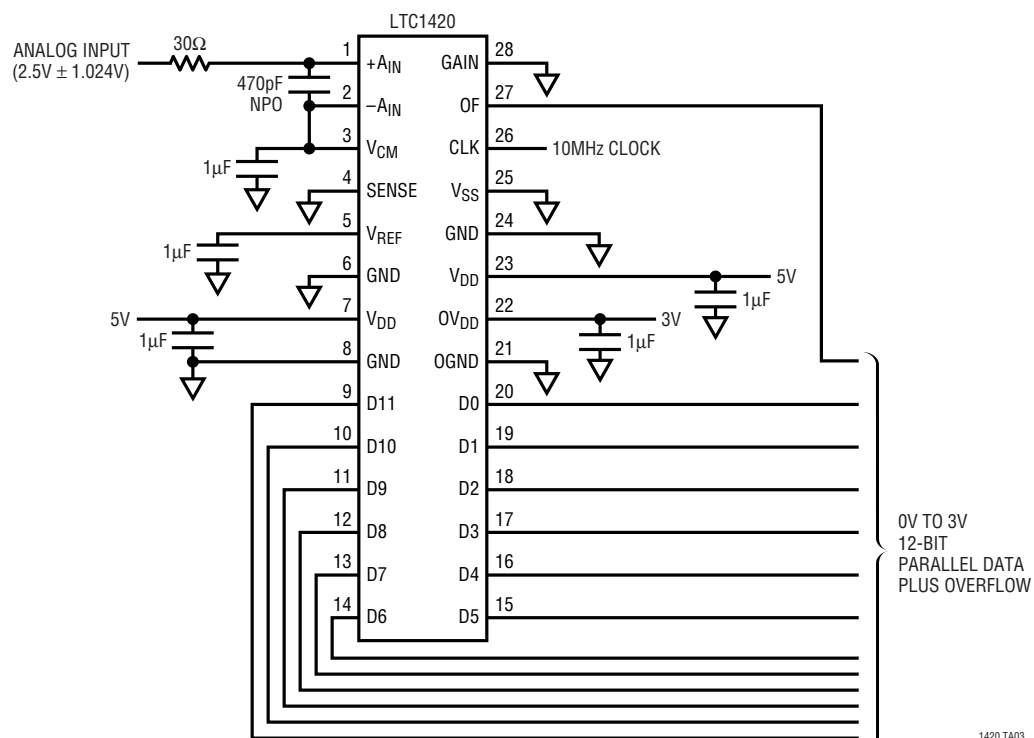 LTC1420
ANALOG INPUT
(2.5V ± 1.024V)
30Ω
470pF
NPO
1µF
1µF
5V
1µF
1 +AIN
2 –AIN
3 VCM
4 SENSE
5 VREF
6 GND
7 VDD
8 GND
9 D11
10 D10
11 D9
12 D8
13 D7
14 D6
GAIN 28
OF 27
CLK 26
10MHz CLOCK
VSS 25
GND 24
VDD 23
5V
1µF
OVDD 22
3V
1µF
OGND 21
D0 20
D1 19
D2 18
D3 17
D4 16
D5 15
0V TO 3V
12-BIT
PARALLEL DATA
PLUS OVERFLOW
1420 TA03